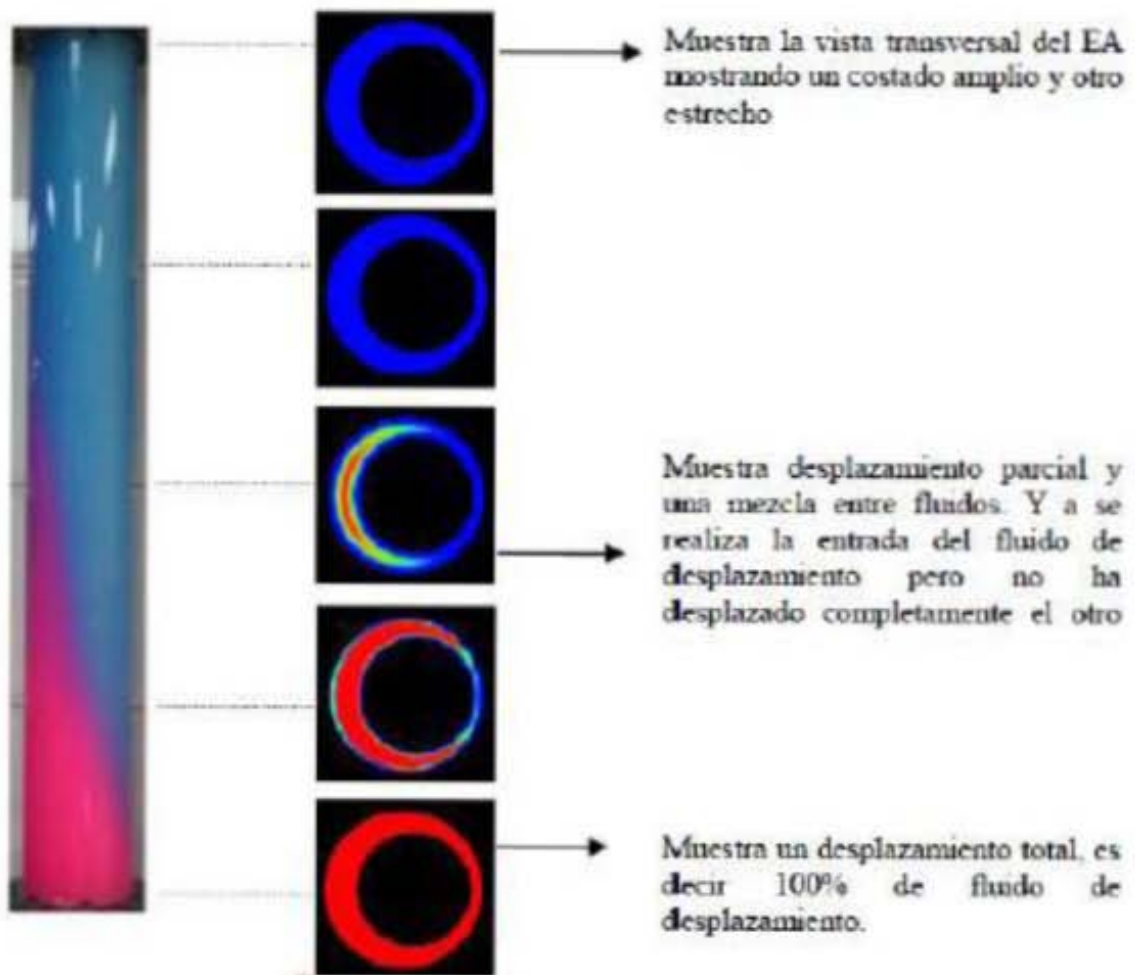 Muestra la vista transversal del EA
mostrando un costado amplio y otro
estrecho
Muestra desplazamiento parcial y
una mezcla entre fluidos. Y a se
realiza la entrada del fluido de
desplazamiento pero no ha
desplazado completamente el otro
Muestra un desplazamiento total, es
decir 100% de fluido de
desplazamiento.